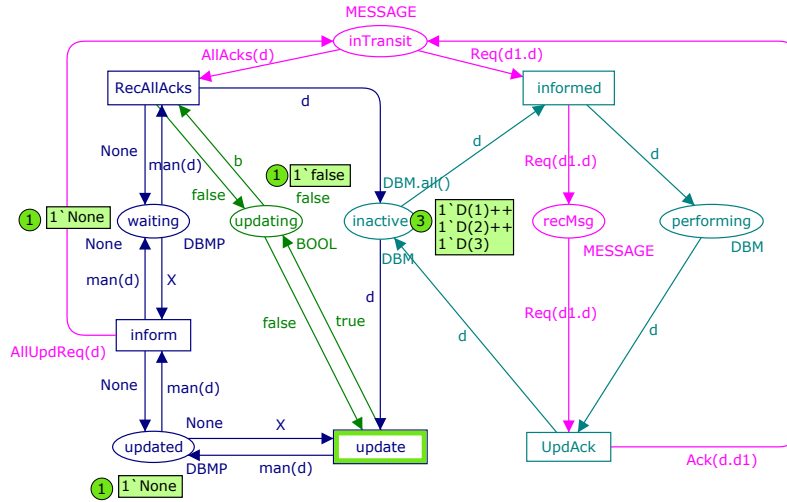 MESSAGE
inTransit
AllAcks(d)
Req(d1.d)
RecAllAcks
informed
d
None
man(d)
b
1
1`false
false
d
d
Req(d1.d)
false
DBM.all()
1
1`None
waiting
None
DBMP
updating
BOOL
inactive
3
1`D(1)++
1`D(2)++
1`D(3)
DBM
recMsg
MESSAGE
performing
DBM
man(d)
X
false
true
d
Req(d1.d)
d
d
inform
AllUpdReq(d)
None
man(d)
updated
None
X
DBMP
man(d)
update
UpdAck
Ack(d.d1)
1
1`None